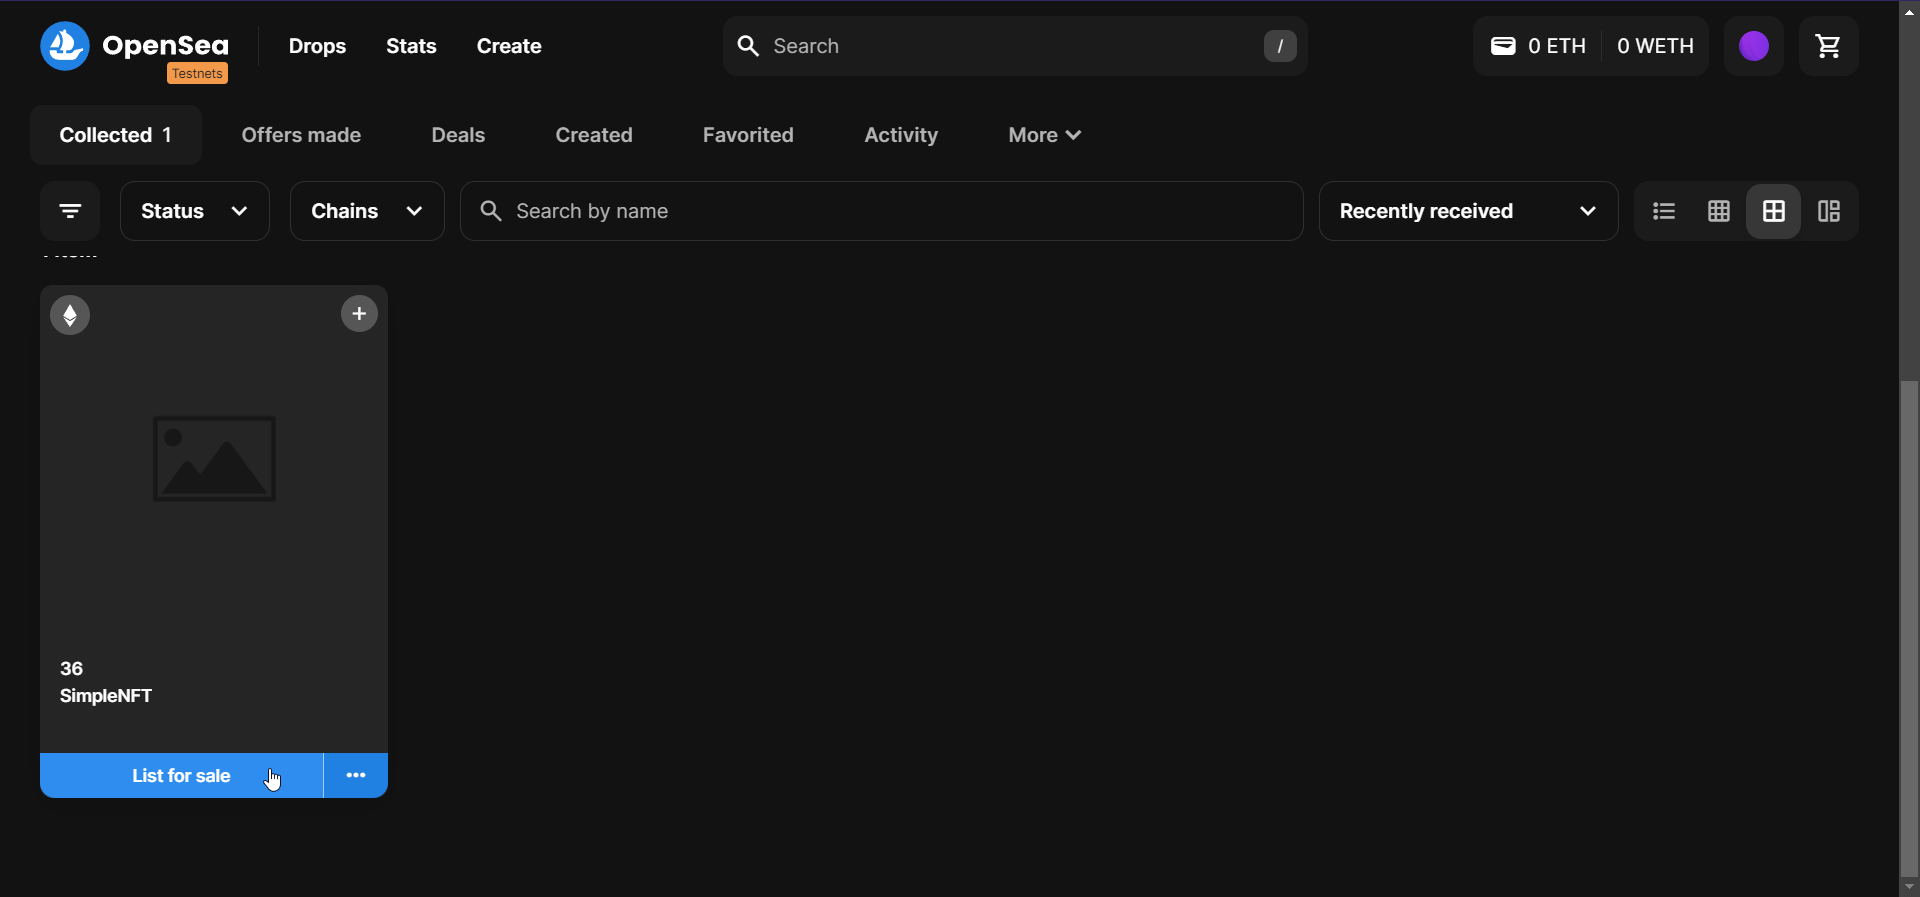 OpenSea
Testnets
Drops
Stats
Create
Search
/
0 ETH
0 WETH
Collected 1
Offers made
Deals
Created
Favorited
Activity
More
Status
Chains
Search by name
Recently received
36
SimpleNFT
List for sale